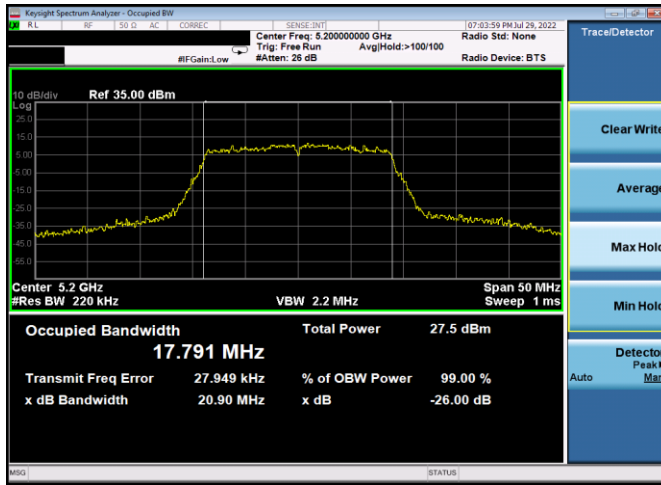 Keysight Spectrum Analyzer - Occupied BW
RL RF 50 Ω AC CORREC SENSE:INT 07:03:59 PM Jul 29, 2022
Center Freq: 5.200000000 GHz Radio Std: None
Trig: Free Run Avg|Hold:>100/100
#IFGain:Low #Atten: 26 dB Radio Device: BTS
Trace/Detector
10 dB/div Ref 35.00 dBm
Log
25.0
15.0
5.00
-5.00
-15.0
-25.0
-35.0
-45.0
-55.0
Center 5.2 GHz Span 50 MHz
#Res BW 220 kHz VBW 2.2 MHz Sweep 1 ms
Occupied Bandwidth Total Power 27.5 dBm
17.791 MHz
Transmit Freq Error 27.949 kHz % of OBW Power 99.00 %
x dB Bandwidth 20.90 MHz x dB -26.00 dB
Clear Write
Average
Max Hold
Min Hold
Detector
Peak
Auto Man
MSG STATUS